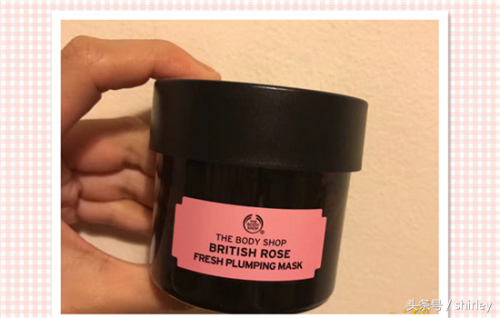 THE BODY SHOP
BRITISH ROSE
FRESH PLUMPING MASK
头条号 / shirley